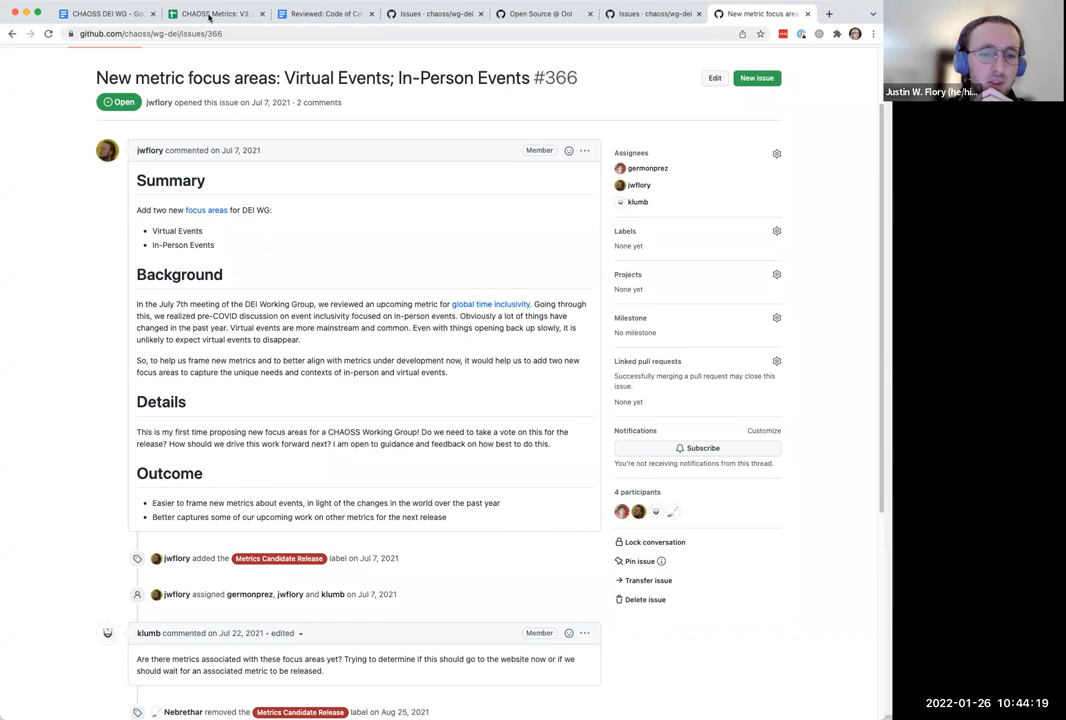 CHAOSS DEI WG - Go
CHAOSS Metrics: V3:
Reviewed: Code of Co
Issues · chaoss/wg-dei
Open Source @ Ool
Issues · chaoss/wg-dei
New metric focus area
github.com/chaoss/wg-dei/issues/366
New metric focus areas: Virtual Events; In-Person Events #366
Edit
New issue
Open
jwflory opened this issue on Jul 7, 2021 · 2 comments
jwflory commented on Jul 7, 2021
Member
Summary
Add two new focus areas for DEI WG:
• Virtual Events
• In-Person Events
Background
In the July 7th meeting of the DEI Working Group, we reviewed an upcoming metric for global time inclusivity. Going through
this, we realized pre-COVID discussion on event inclusivity focused on in-person events. Obviously a lot of things have
changed in the past year. Virtual events are more mainstream and common. Even with things opening back up slowly, it is
unlikely to expect virtual events to disappear.
So, to help us frame new metrics and to better align with metrics under development now, it would help us to add two new
focus areas to capture the unique needs and contexts of in-person and virtual events.
Details
This is my first time proposing new focus areas for a CHAOSS Working Group! Do we need to take a vote on this for the
release? How should we drive this work forward next? I am open to guidance and feedback on how best to do this.
Outcome
• Easier to frame new metrics about events, in light of the changes in the world over the past year
• Better captures some of our upcoming work on other metrics for the next release
jwflory added the Metrics Candidate Release label on Jul 7, 2021
jwflory assigned germonprez, jwflory and klumb on Jul 7, 2021
klumb commented on Jul 22, 2021 · edited
Member
Are there metrics associated with these focus areas yet? Trying to determine if this should go to the website now or if we
should wait for an associated metric to be released.
Nebrethar removed the Metrics Candidate Release label on Aug 25, 2021
Assignees
germonprez
jwflory
klumb
Labels
None yet
Projects
None yet
Milestone
No milestone
Linked pull requests
Successfully merging a pull request may close this
issue.
None yet
Notifications
Customize
Subscribe
You're not receiving notifications from this thread.
4 participants
Lock conversation
Pin issue
Transfer issue
Delete issue
Justin W. Flory (he/hi...
2022-01-26 10:44:19